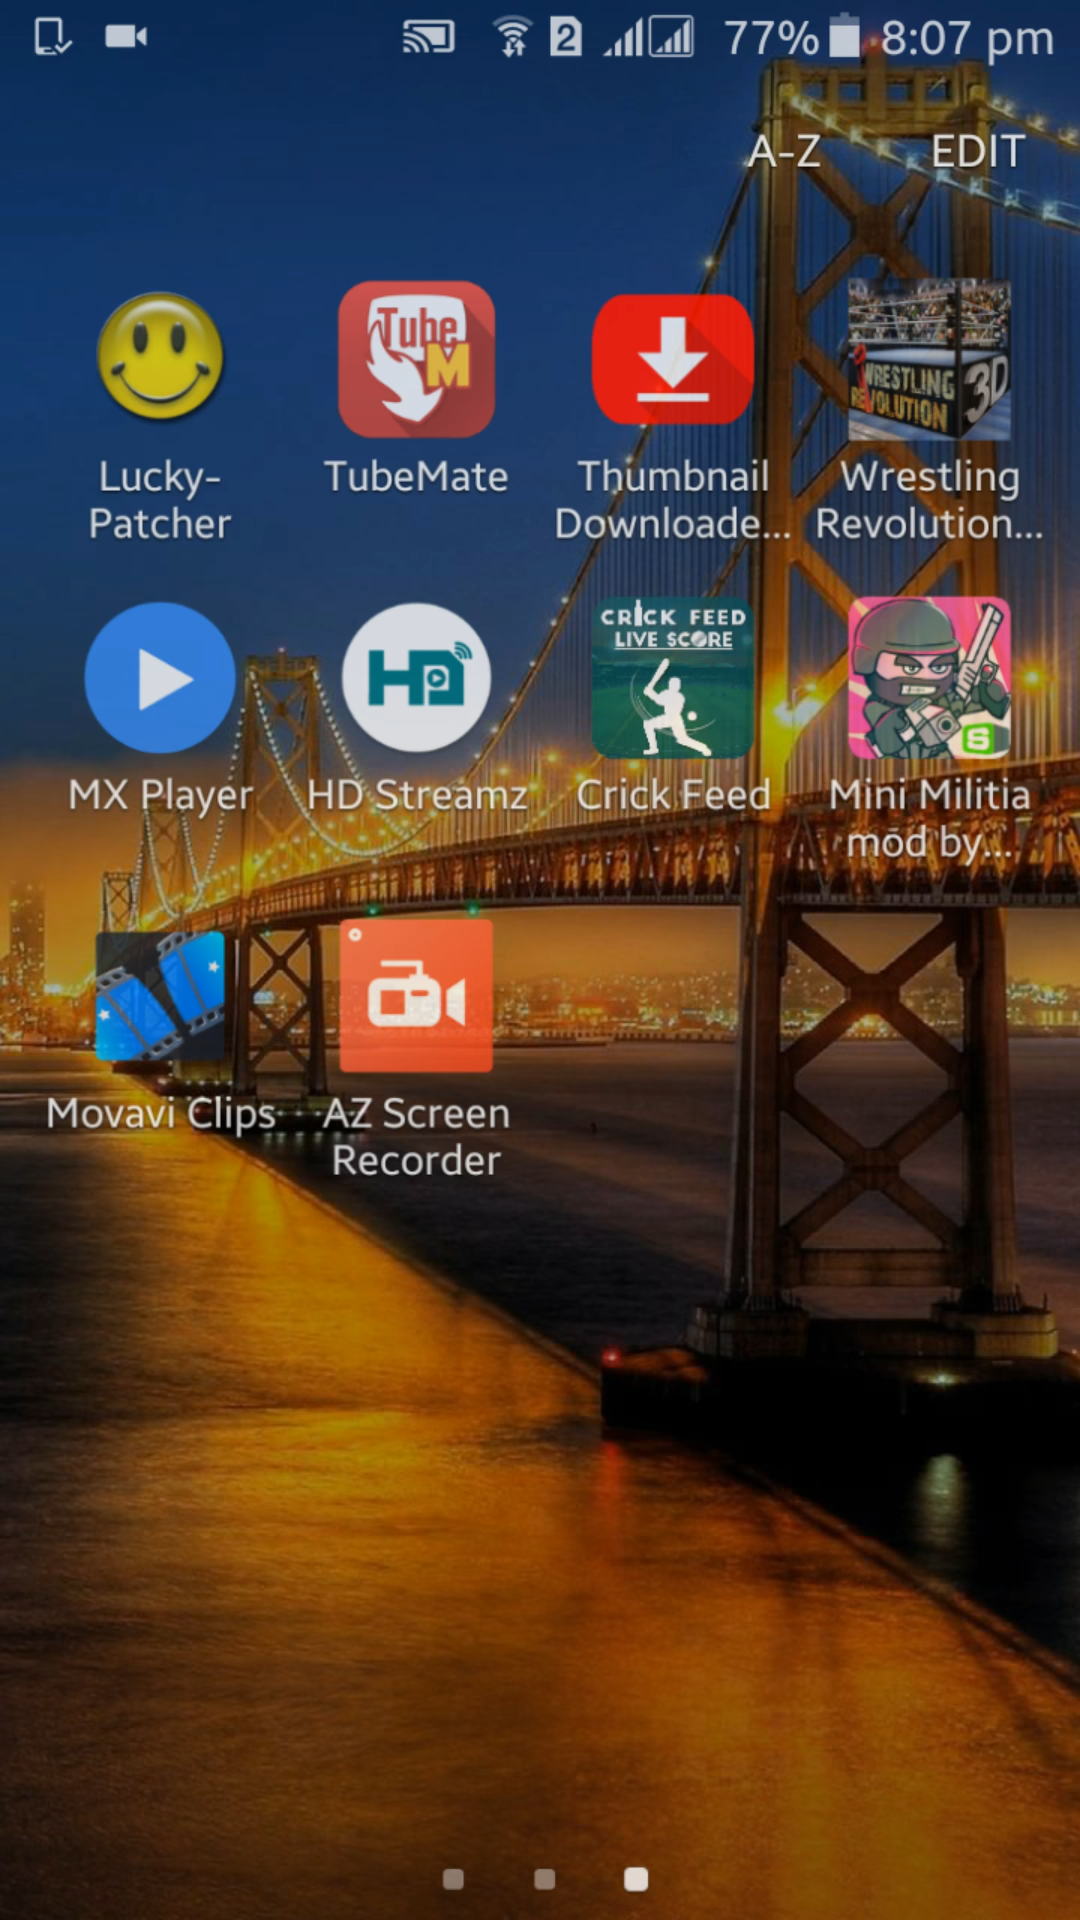 2 77% 8:07 pm
A-Z EDIT
Tube
M
WRESTLING
REVOLUTION
3D
Lucky-
Patcher
TubeMate
Thumbnail
Downloade...
Wrestling
Revolution...
HD
CRICK FEED
LIVE SCORE
S
MX Player
HD Streamz
Crick Feed
Mini Militia
mod by...
Movavi Clips
AZ Screen
Recorder